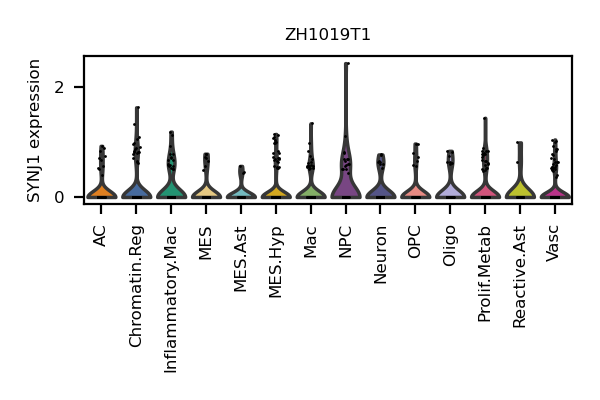 ZH1019T1
SYNJ1 expression
2
0
AC
Chromatin.Reg
Inflammatory.Mac
MES
MES.Ast
MES.Hyp
Mac
NPC
Neuron
OPC
Oligo
Prolif.Metab
Reactive.Ast
Vasc